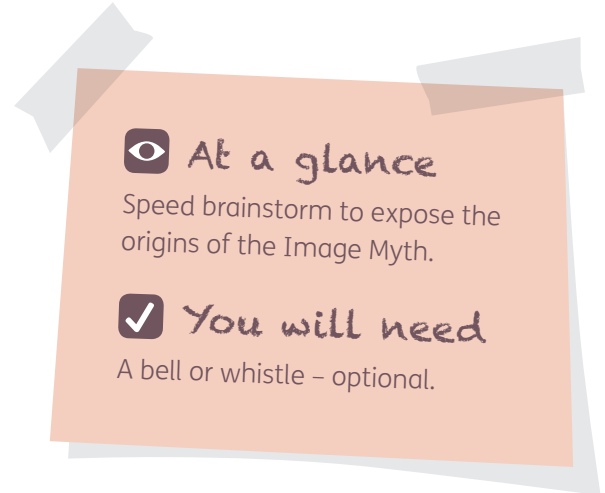 At a glance
Speed brainstorm to expose the
origins of the Image Myth.
You will need
A bell or whistle – optional.